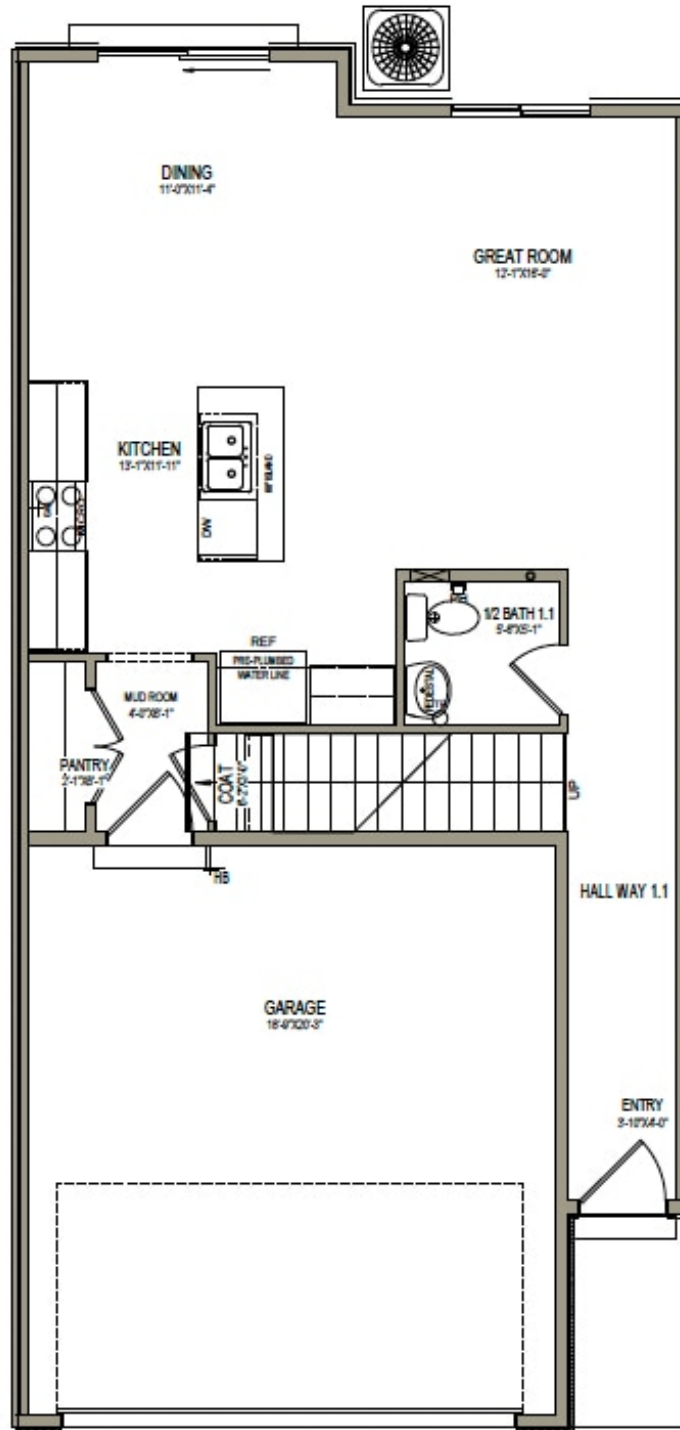 DINING
11'-0"X11'-4"
GREAT ROOM
12'-1"X16'-0"
KITCHEN
13'-1"X11'-11"
DW
REF
PRE-PLUMBED
WATER LINE
1/2 BATH 1.1
5'-6"X5'-1"
PEDESTAL
MUD ROOM
4'-0"X6'-1"
PANTRY
2'-1"X6'-1"
COAT
UP
HB
HALL WAY 1.1
GARAGE
18'-9"X20'-3"
ENTRY
3'-10"X4'-0"